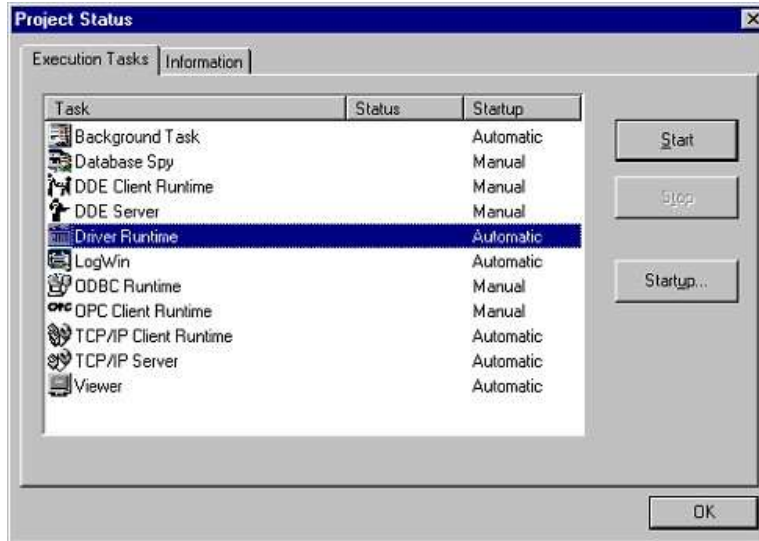 Project Status
Execution Tasks Information
Task Status Startup
Background Task Automatic
Database Spy Manual
DDE Client Runtime Manual
DDE Server Manual
Driver Runtime Automatic
LogWin Automatic
ODBC Runtime Manual
OPC OPC Client Runtime Manual
TCP/IP Client Runtime Automatic
TCP/IP Server Automatic
Viewer Automatic
Start
Stop
Startup...
OK